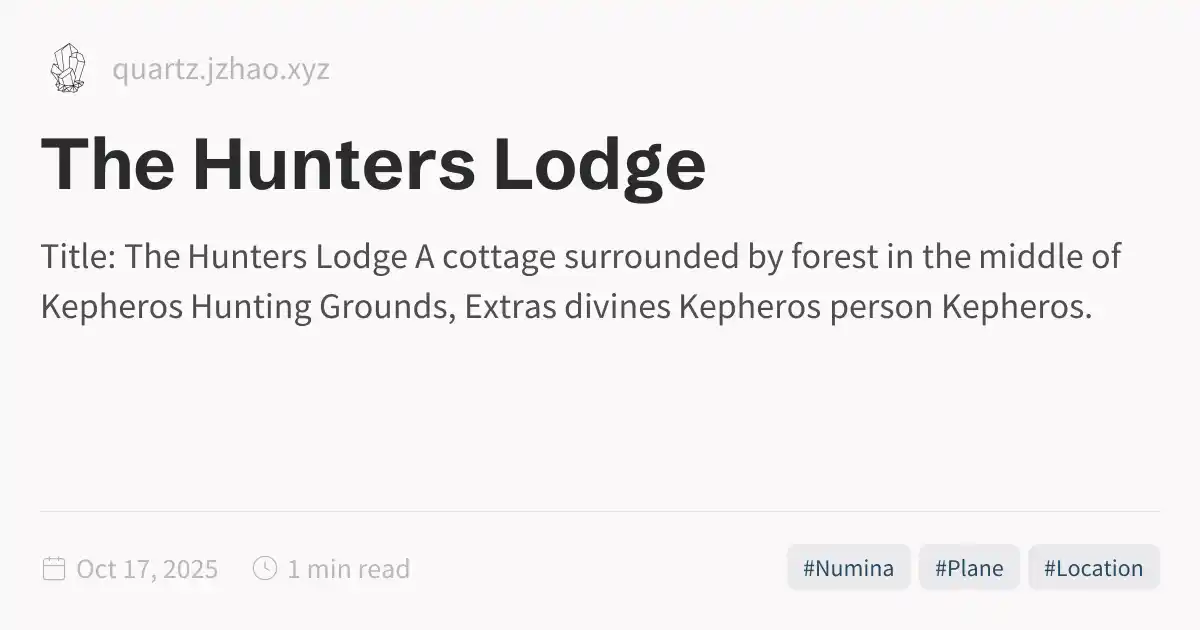 quartz.jzhao.xyz
The Hunters Lodge
Title: The Hunters Lodge A cottage surrounded by forest in the middle of
Kepheros Hunting Grounds, Extras divines Kepheros person Kepheros.
Oct 17, 2025 1 min read #Numina #Plane #Location